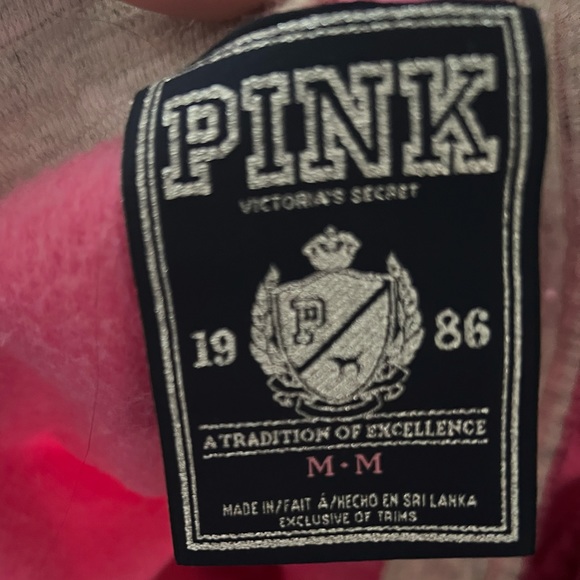 PINK
VICTORIA'S SECRET
P
19 86
A TRADITION OF EXCELLENCE
M·M
MADE IN/FAIT Á/HECHO EN SRI LANKA
EXCLUSIVE OF TRIMS